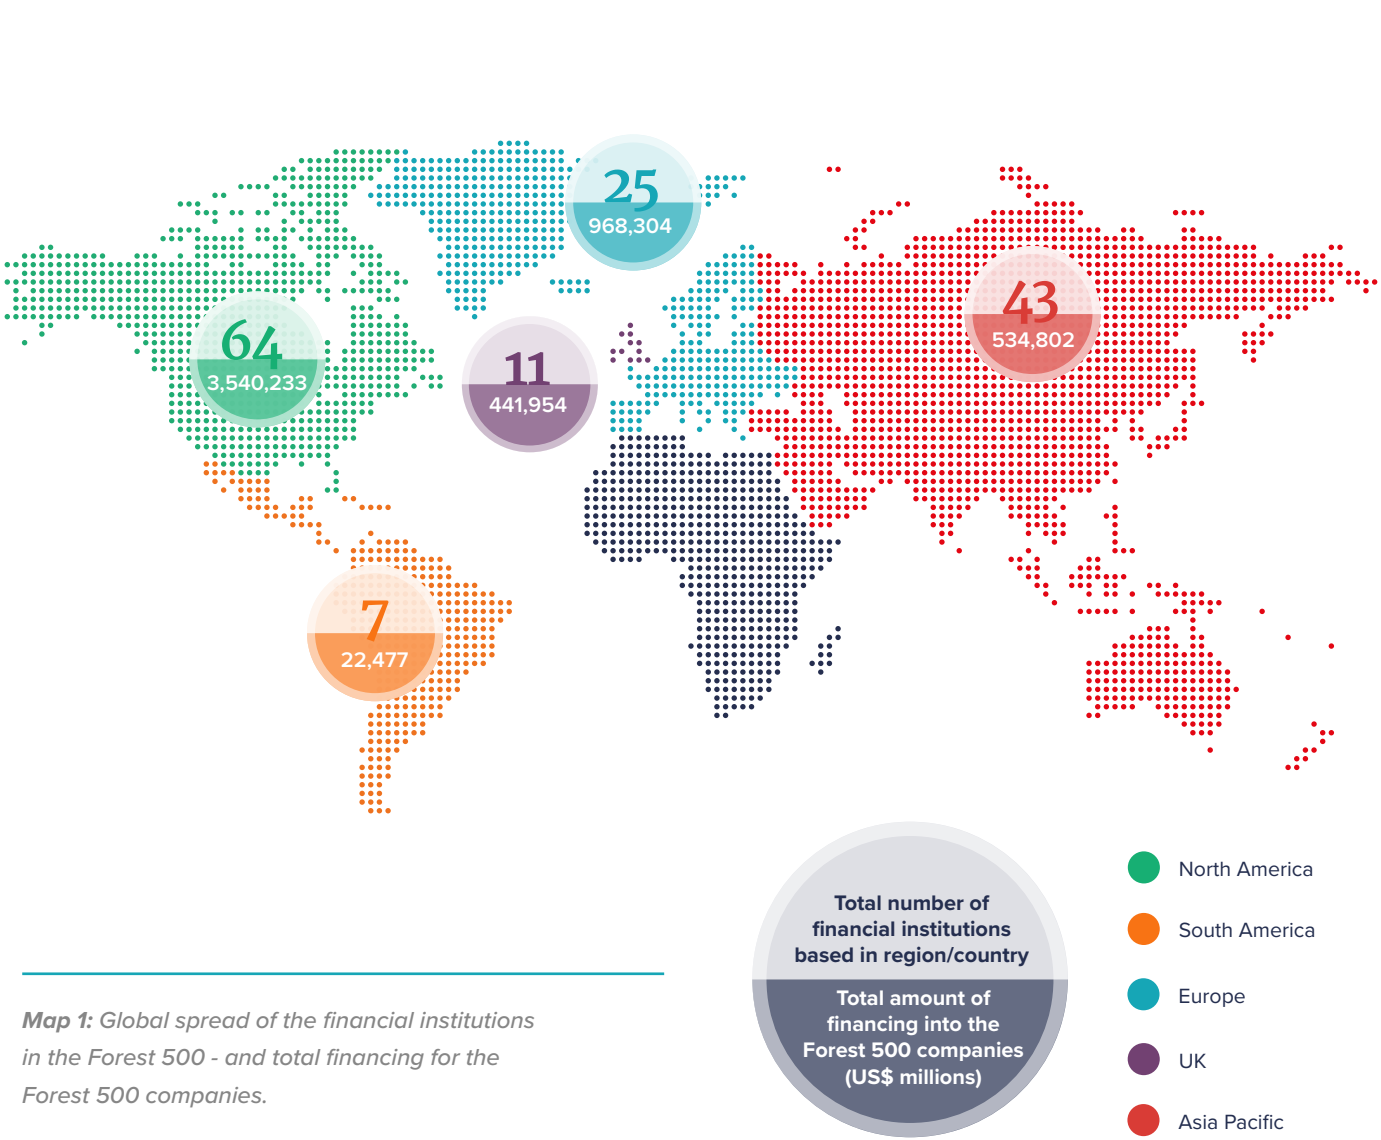 25
968,304
43
534,802
64
3,540,233
11
441,954
7
22,477
Total number of
financial institutions
based in region/country
Total amount of
financing into the
Forest 500 companies
(US$ millions)
North America
South America
Europe
UK
Asia Pacific
Map 1: Global spread of the financial institutions
in the Forest 500 - and total financing for the
Forest 500 companies.